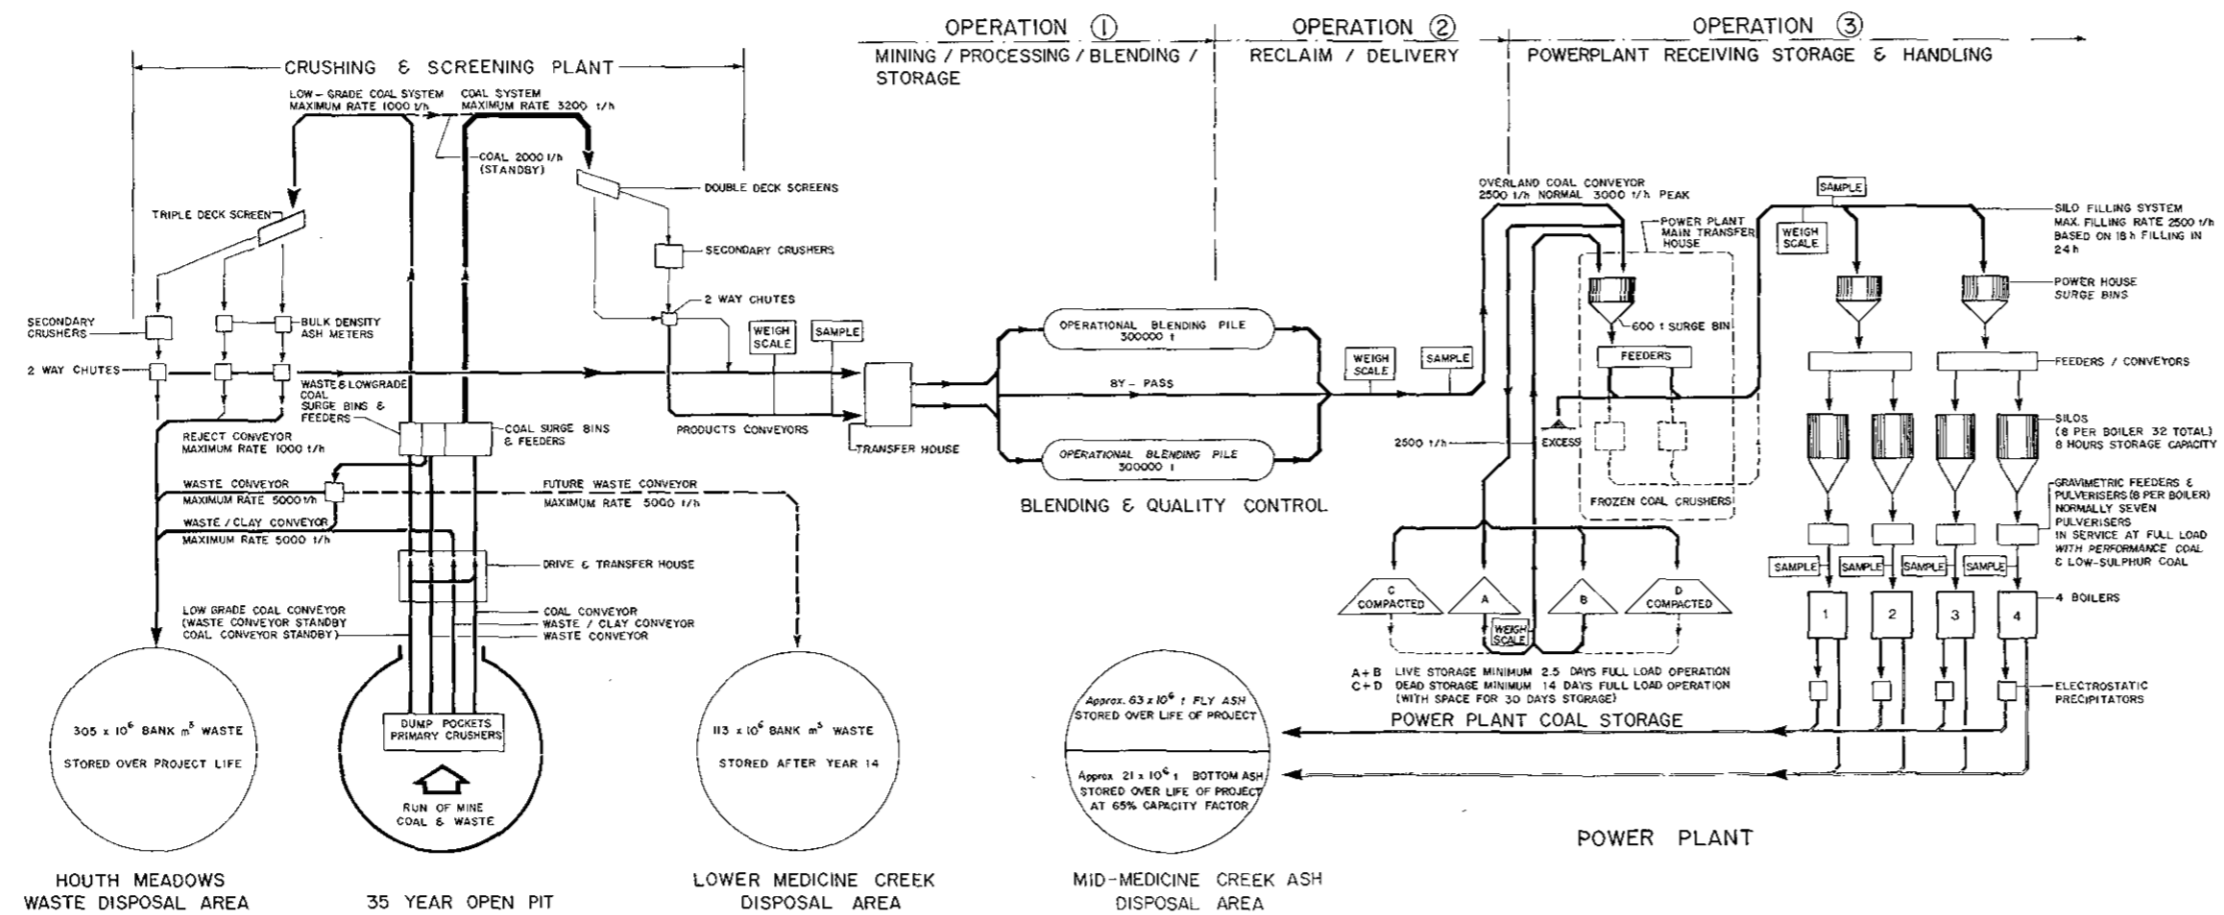 OPERATION ①
OPERATION ②
OPERATION ③
MINING / PROCESSING / BLENDING /
STORAGE
RECLAIM / DELIVERY
POWERPLANT RECEIVING STORAGE & HANDLING
CRUSHING & SCREENING PLANT
LOW-GRADE COAL SYSTEM
MAXIMUM RATE 1000 t/h
COAL SYSTEM
MAXIMUM RATE 3200 t/h
COAL 2000 t/h
(STANDBY)
DOUBLE DECK SCREENS
TRIPLE DECK SCREEN
SECONDARY CRUSHERS
2 WAY CHUTES
SECONDARY
CRUSHERS
BULK DENSITY
ASH METERS
2 WAY CHUTES
WEIGH
SCALE
SAMPLE
WASTE & LOWGRADE
COAL
SURGE BINS &
FEEDERS
COAL SURGE BINS
& FEEDERS
PRODUCTS CONVEYORS
TRANSFER HOUSE
REJECT CONVEYOR
MAXIMUM RATE 1000 t/h
WASTE CONVEYOR
MAXIMUM RATE 5000 t/h
WASTE / CLAY CONVEYOR
MAXIMUM RATE 5000 t/h
FUTURE WASTE CONVEYOR
MAXIMUM RATE 5000 t/h
DRIVE & TRANSFER HOUSE
LOW GRADE COAL CONVEYOR
(WASTE CONVEYOR STANDBY
COAL CONVEYOR STANDBY)
COAL CONVEYOR
WASTE / CLAY CONVEYOR
WASTE CONVEYOR
305 x 10⁶ BANK m³ WASTE
STORED OVER PROJECT LIFE
DUMP POCKETS
PRIMARY CRUSHERS
RUN OF MINE
COAL & WASTE
113 x 10⁶ BANK m³ WASTE
STORED AFTER YEAR 14
HOUTH MEADOWS
WASTE DISPOSAL AREA
35 YEAR OPEN PIT
LOWER MEDICINE CREEK
DISPOSAL AREA
OPERATIONAL BLENDING PILE
300000 t
BY-PASS
OPERATIONAL BLENDING PILE
300000 t
BLENDING & QUALITY CONTROL
WEIGH
SCALE
SAMPLE
OVERLAND COAL CONVEYOR
2500 t/h NORMAL 3000 t/h PEAK
POWER PLANT
MAIN TRANSFER
HOUSE
600 t SURGE BIN
FEEDERS
2500 t/h
EXCESS
FROZEN COAL CRUSHERS
SAMPLE
WEIGH
SCALE
SILO FILLING SYSTEM
MAX. FILLING RATE 2500 t/h
BASED ON 18 h FILLING IN
24 h
POWER HOUSE
SURGE BINS
FEEDERS / CONVEYORS
SILOS
(8 PER BOILER 32 TOTAL)
8 HOURS STORAGE CAPACITY
GRAVIMETRIC FEEDERS &
PULVERISERS (8 PER BOILER)
NORMALLY SEVEN
PULVERISERS
IN SERVICE AT FULL LOAD
WITH PERFORMANCE COAL
& LOW-SULPHUR COAL
SAMPLE
SAMPLE
SAMPLE
SAMPLE
1
2
3
4
4 BOILERS
ELECTROSTATIC
PRECIPITATORS
C
COMPACTED
A
B
D
COMPACTED
WEIGH
SCALE
A+B LIVE STORAGE MINIMUM 2.5 DAYS FULL LOAD OPERATION
C+D DEAD STORAGE MINIMUM 14 DAYS FULL LOAD OPERATION
(WITH SPACE FOR 30 DAYS STORAGE)
POWER PLANT COAL STORAGE
Approx. 63 x 10⁶ t FLY ASH
STORED OVER LIFE OF PROJECT
Approx 21 x 10⁶ t BOTTOM ASH
STORED OVER LIFE OF PROJECT
AT 65% CAPACITY FACTOR
MID-MEDICINE CREEK ASH
DISPOSAL AREA
POWER PLANT